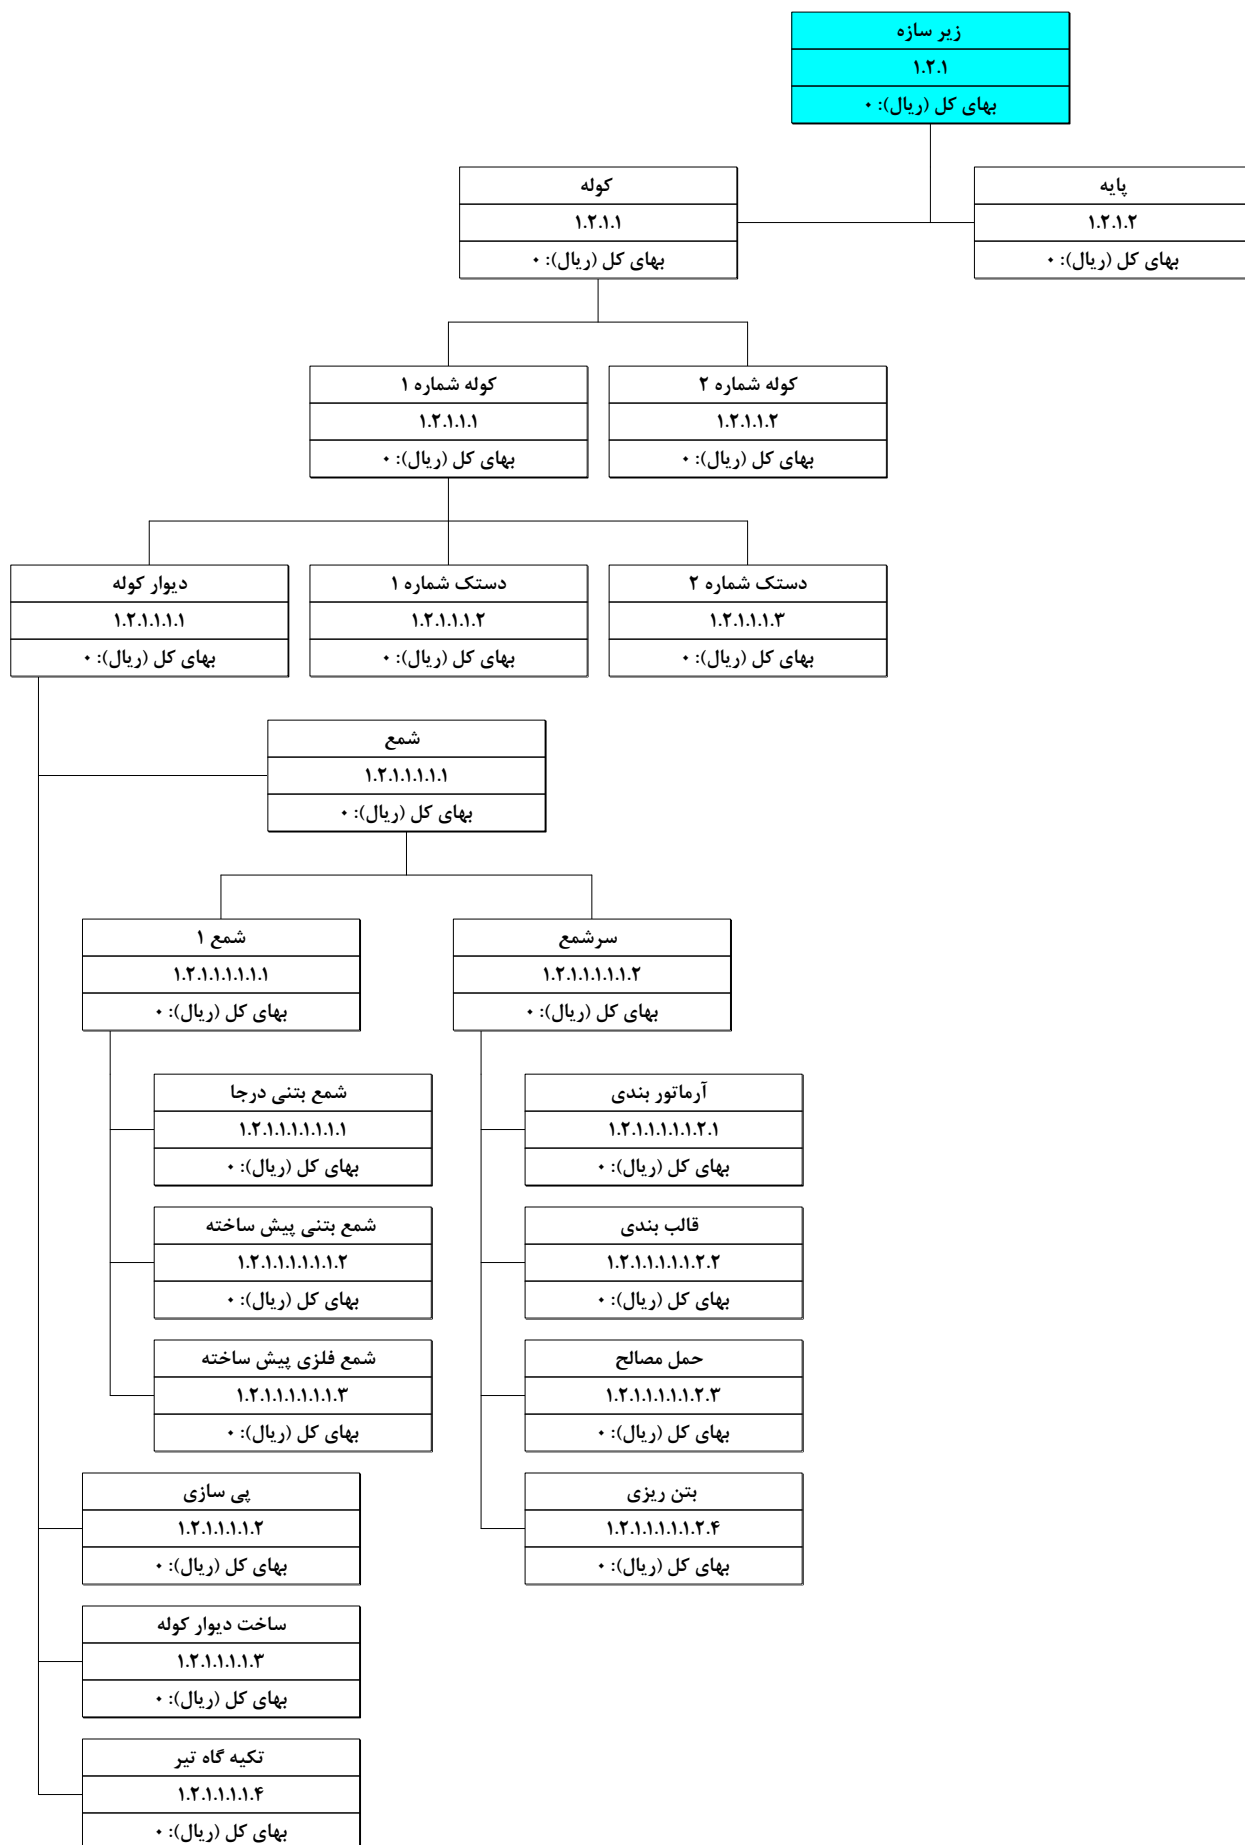 زیر سازه
۱.۲.۱
بهای کل (ریال): ۰
پایه
۱.۲.۱.۲
بهای کل (ریال): ۰
کوله
۱.۲.۱.۱
بهای کل (ریال): ۰
کوله شماره ۲
۱.۲.۱.۱.۲
بهای کل (ریال): ۰
کوله شماره ۱
۱.۲.۱.۱.۱
بهای کل (ریال): ۰
دستک شماره ۲
۱.۲.۱.۱.۱.۳
بهای کل (ریال): ۰
دستک شماره ۱
۱.۲.۱.۱.۱.۲
بهای کل (ریال): ۰
دیوار کوله
۱.۲.۱.۱.۱.۱
بهای کل (ریال): ۰
شمع
۱.۲.۱.۱.۱.۱.۱
بهای کل (ریال): ۰
سرشمع
۱.۲.۱.۱.۱.۱.۱.۲
بهای کل (ریال): ۰
شمع ۱
۱.۲.۱.۱.۱.۱.۱.۱
بهای کل (ریال): ۰
آرماتور بندی
۱.۲.۱.۱.۱.۱.۱.۲.۱
بهای کل (ریال): ۰
شمع بتنی درجا
۱.۲.۱.۱.۱.۱.۱.۱.۱
بهای کل (ریال): ۰
قالب بندی
۱.۲.۱.۱.۱.۱.۱.۲.۲
بهای کل (ریال): ۰
شمع بتنی پیش ساخته
۱.۲.۱.۱.۱.۱.۱.۱.۲
بهای کل (ریال): ۰
حمل مصالح
۱.۲.۱.۱.۱.۱.۱.۲.۳
بهای کل (ریال): ۰
شمع فلزی پیش ساخته
۱.۲.۱.۱.۱.۱.۱.۱.۳
بهای کل (ریال): ۰
بتن ریزی
۱.۲.۱.۱.۱.۱.۱.۲.۴
بهای کل (ریال): ۰
پی سازی
۱.۲.۱.۱.۱.۱.۲
بهای کل (ریال): ۰
ساخت دیوار کوله
۱.۲.۱.۱.۱.۱.۳
بهای کل (ریال): ۰
تکیه گاه تیر
۱.۲.۱.۱.۱.۱.۴
بهای کل (ریال): ۰